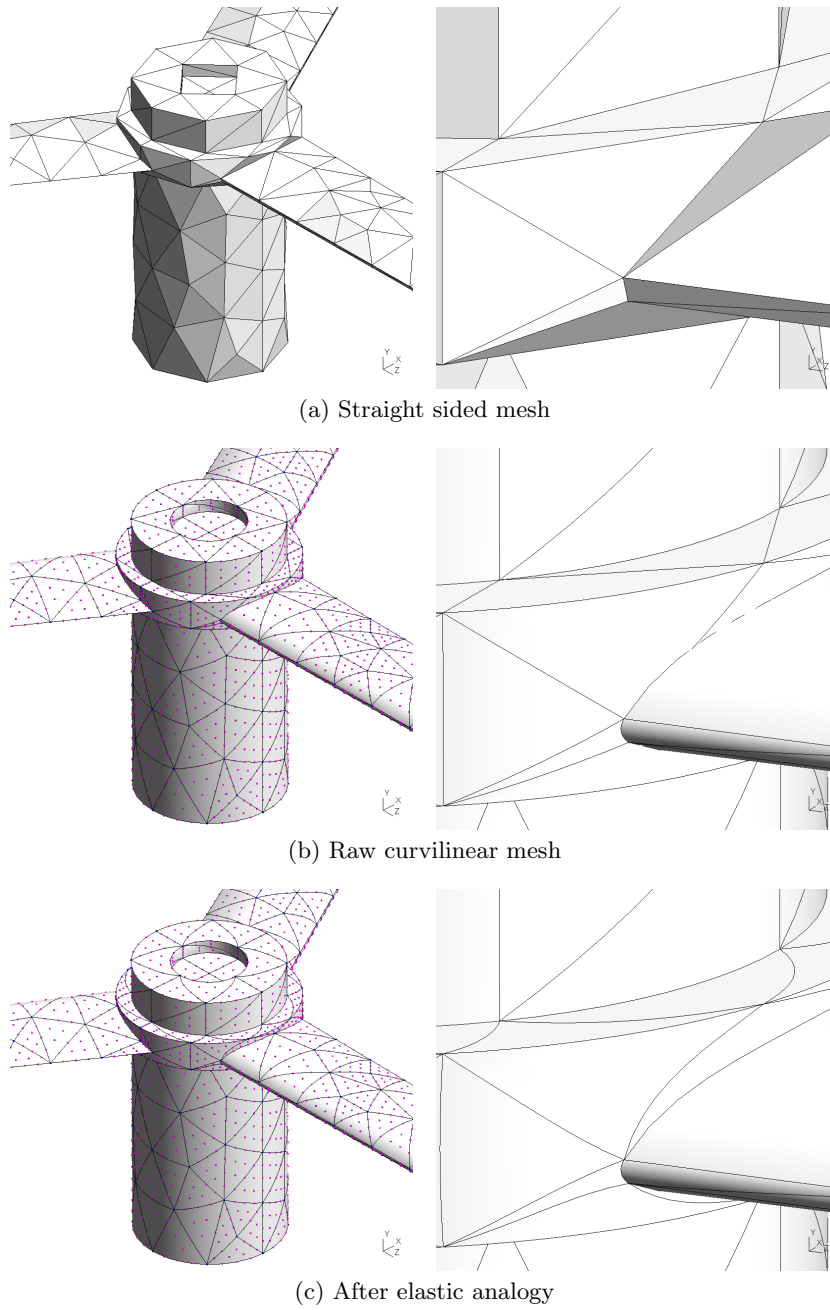 Y
X
Z
Y
X
Z
(a) Straight sided mesh
Y
X
Z
Y
X
Z
(b) Raw curvilinear mesh
Y
X
Z
Y
X
Z
(c) After elastic analogy